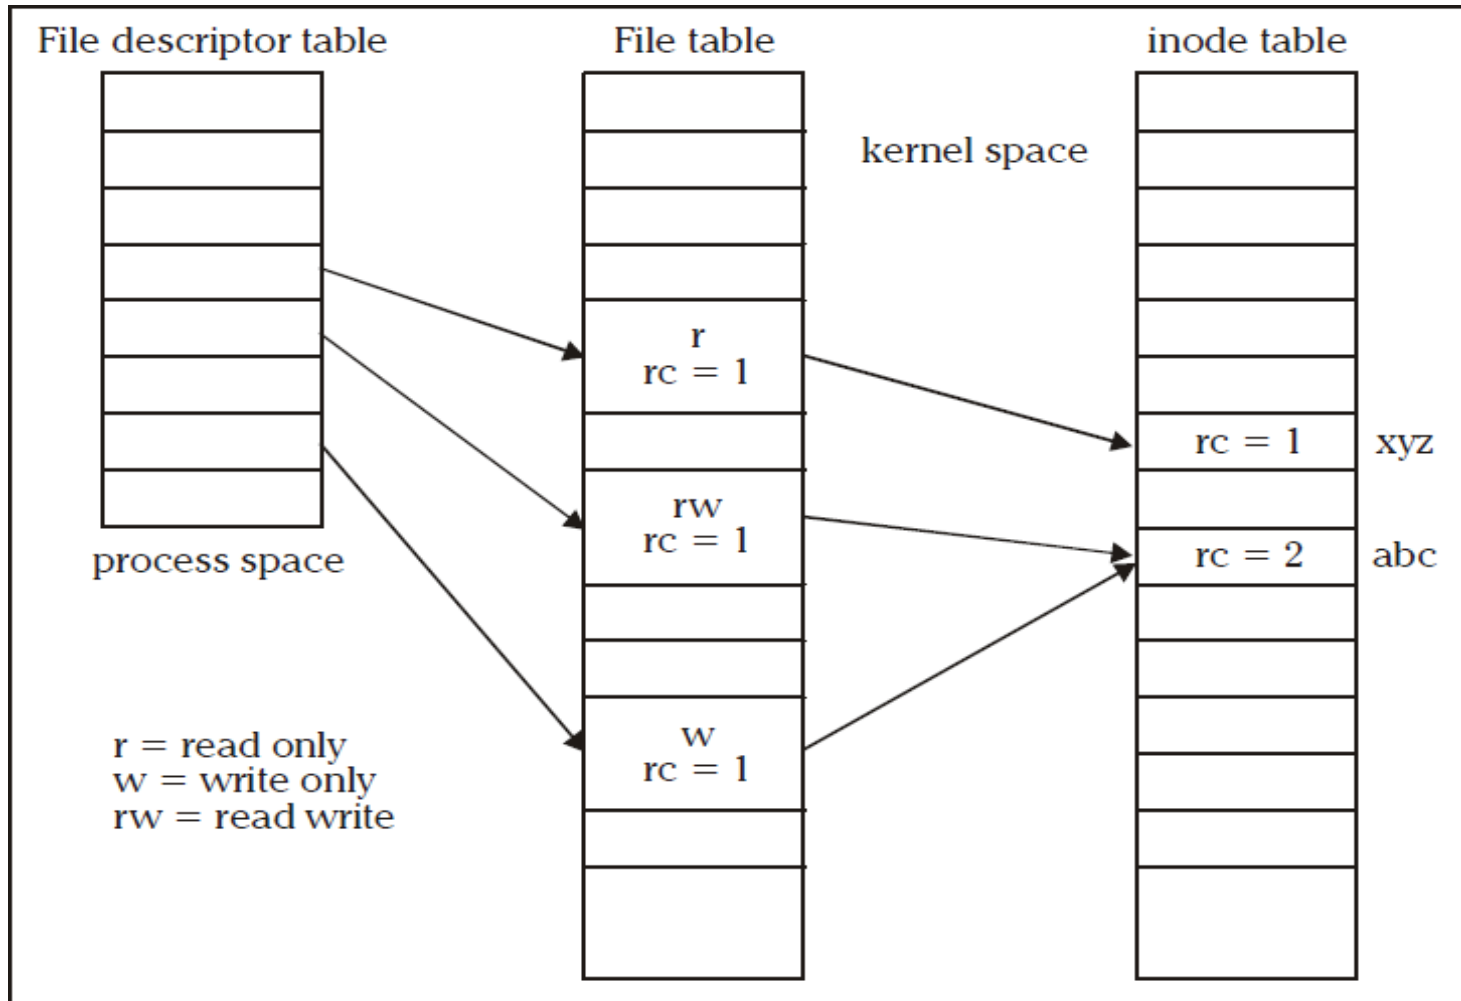 File descriptor table
File table
inode table
kernel space
r
rc = 1
rc = 1
xyz
rw
rc = 1
rc = 2
abc
process space
w
rc = 1
r = read only
w = write only
rw = read write